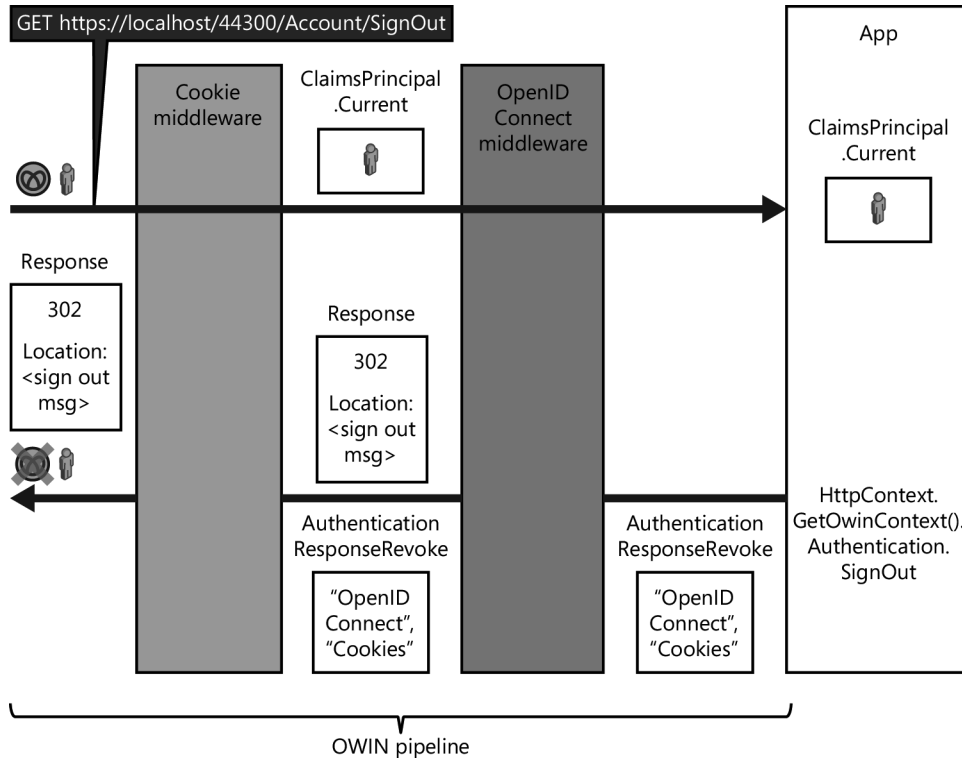 GET https://localhost/44300/Account/SignOut
Cookie
middleware
ClaimsPrincipal
.Current
OpenID
Connect
middleware
App
ClaimsPrincipal
.Current
Response
302
Location:
<sign out
msg>
Response
302
Location:
<sign out
msg>
Authentication
ResponseRevoke
“OpenID
Connect”,
“Cookies”
Authentication
ResponseRevoke
“OpenID
Connect”,
“Cookies”
HttpContext.
GetOwinContext().
Authentication.
SignOut
OWIN pipeline